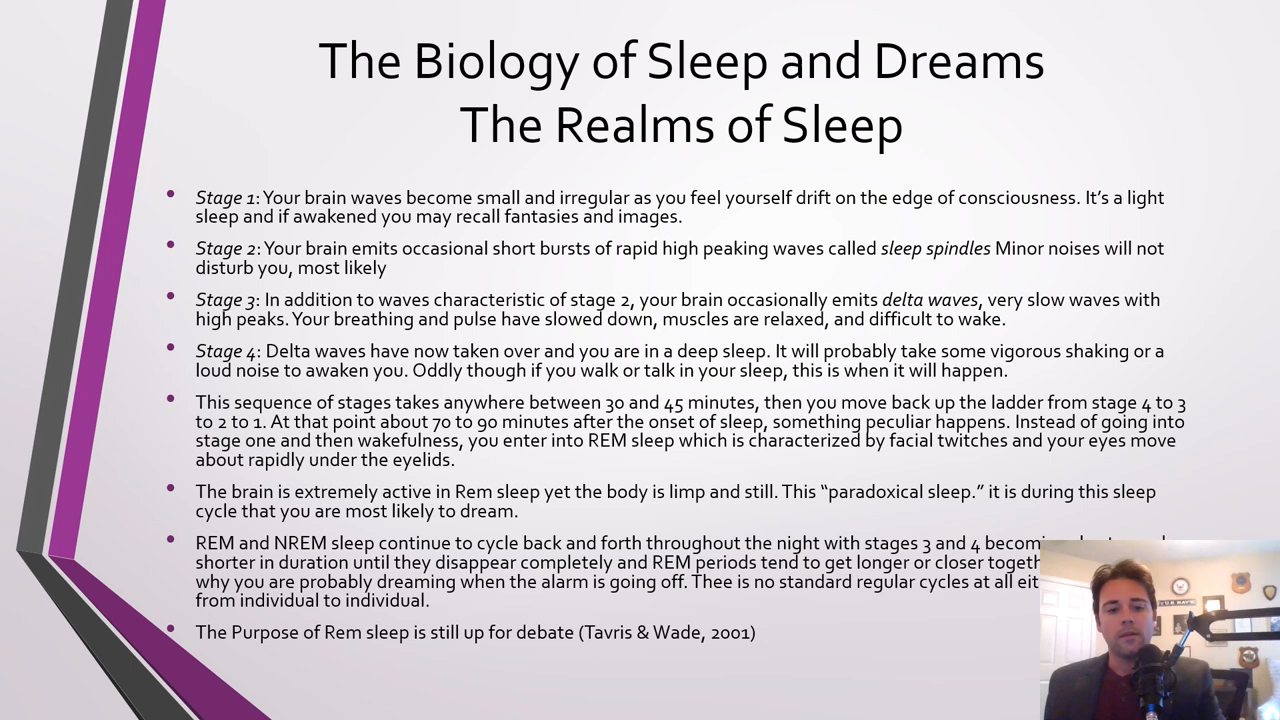 The Biology of Sleep and Dreams
The Realms of Sleep
• Stage 1: Your brain waves become small and irregular as you feel yourself drift on the edge of consciousness. It’s a light
sleep and if awakened you may recall fantasies and images.
• Stage 2: Your brain emits occasional short bursts of rapid high peaking waves called sleep spindles Minor noises will not
disturb you, most likely
• Stage 3: In addition to waves characteristic of stage 2, your brain occasionally emits delta waves, very slow waves with
high peaks. Your breathing and pulse have slowed down, muscles are relaxed, and difficult to wake.
• Stage 4: Delta waves have now taken over and you are in a deep sleep. It will probably take some vigorous shaking or a
loud noise to awaken you. Oddly though if you walk or talk in your sleep, this is when it will happen.
• This sequence of stages takes anywhere between 30 and 45 minutes, then you move back up the ladder from stage 4 to 3
to 2 to 1. At that point about 70 to 90 minutes after the onset of sleep, something peculiar happens. Instead of going into
stage one and then wakefulness, you enter into REM sleep which is characterized by facial twitches and your eyes move
about rapidly under the eyelids.
• The brain is extremely active in Rem sleep yet the body is limp and still. This “paradoxical sleep.” it is during this sleep
cycle that you are most likely to dream.
• REM and NREM sleep continue to cycle back and forth throughout the night with stages 3 and 4
shorter in duration until they disappear completely and REM periods tend to get longer or closer
why you are probably dreaming when the alarm is going off. Thee is no standard regular cycles at all
from individual to individual.
• The Purpose of Rem sleep is still up for debate (Tavris & Wade, 2001)
U.S. NAVY